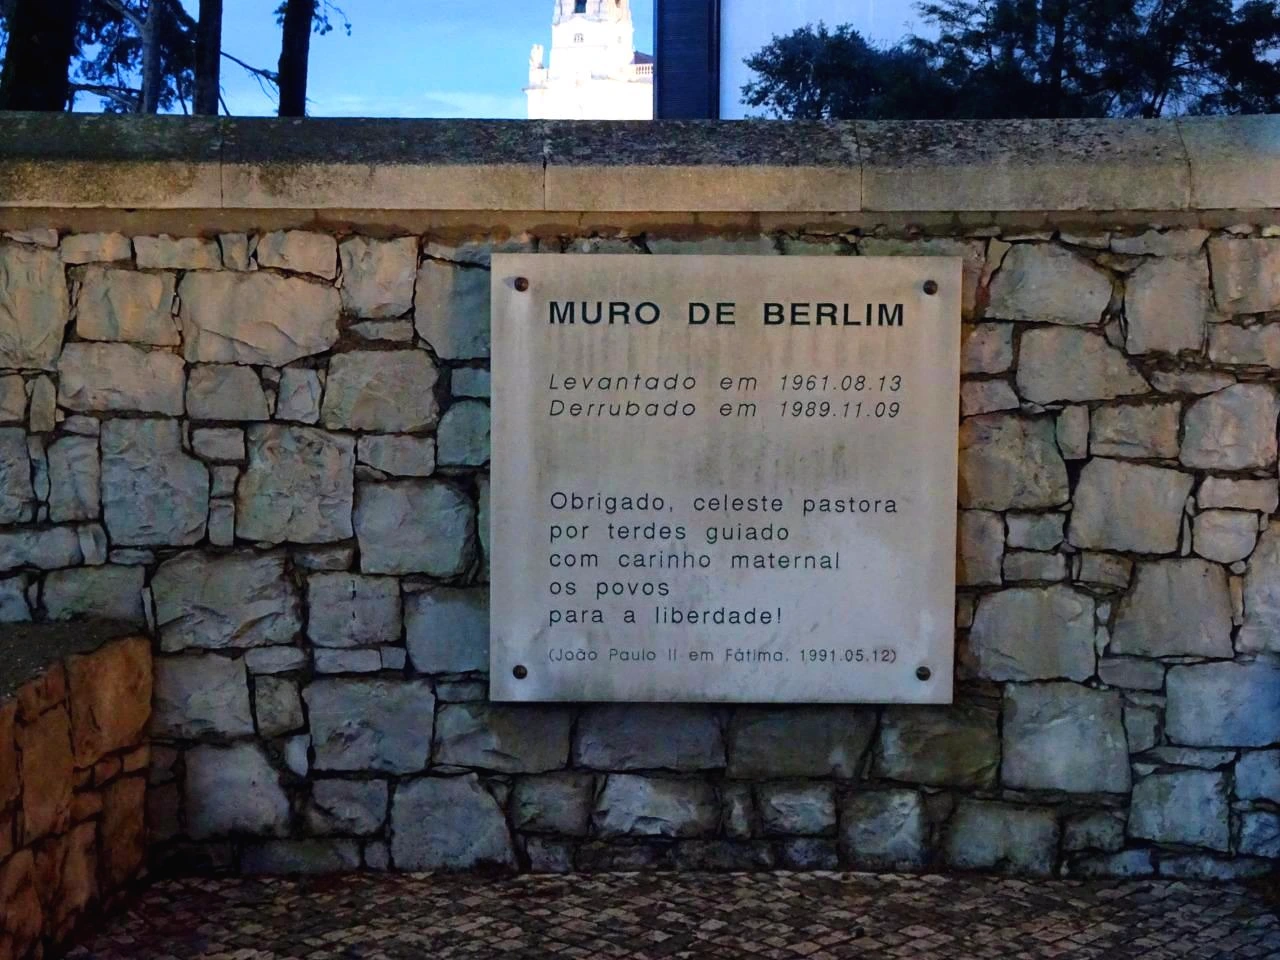 MURO DE BERLIM
Levantado em 1961.08.13
Derrubado em 1989.11.09
Obrigado, celeste pastora
por terdes guiado
com carinho maternal
os povos
para a liberdade!
(João Paulo II em Fátima, 1991.05.12)